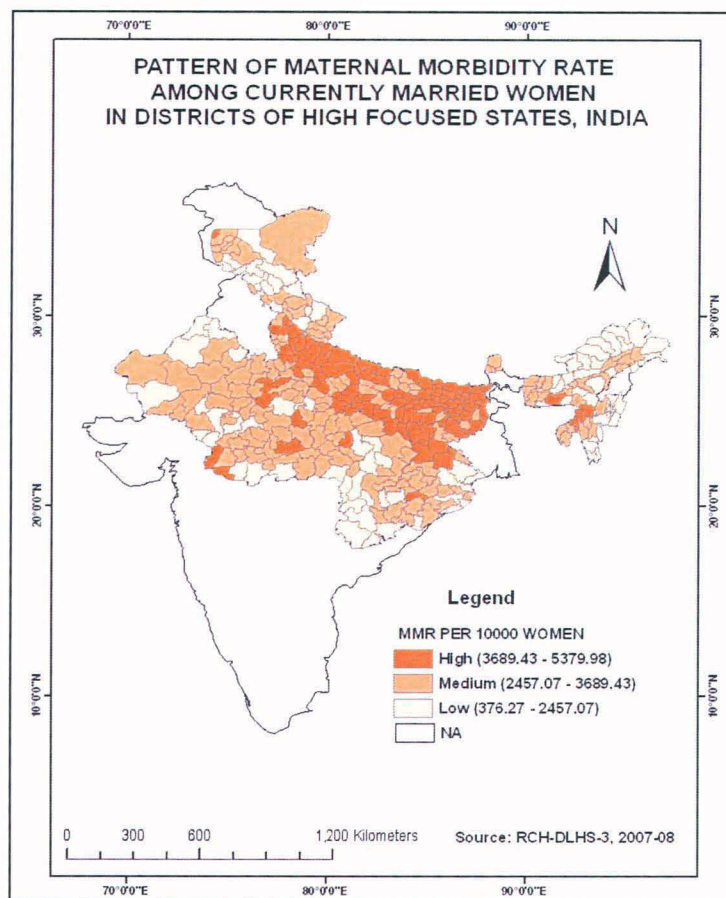 70°0'0"E 80°0'0"E 90°0'0"E
PATTERN OF MATERNAL MORBIDITY RATE
AMONG CURRENTLY MARRIED WOMEN
IN DISTRICTS OF HIGH FOCUSED STATES, INDIA
N
30°0'0"N 30°0'0"N
20°0'0"N 20°0'0"N
10°0'0"N 10°0'0"N
Legend
MMR PER 10000 WOMEN
High (3689.43 - 5379.98)
Medium (2457.07 - 3689.43)
Low (376.27 - 2457.07)
NA
0 300 600 1,200 Kilometers
Source: RCH-DLHS-3, 2007-08
70°0'0"E 80°0'0"E 90°0'0"E